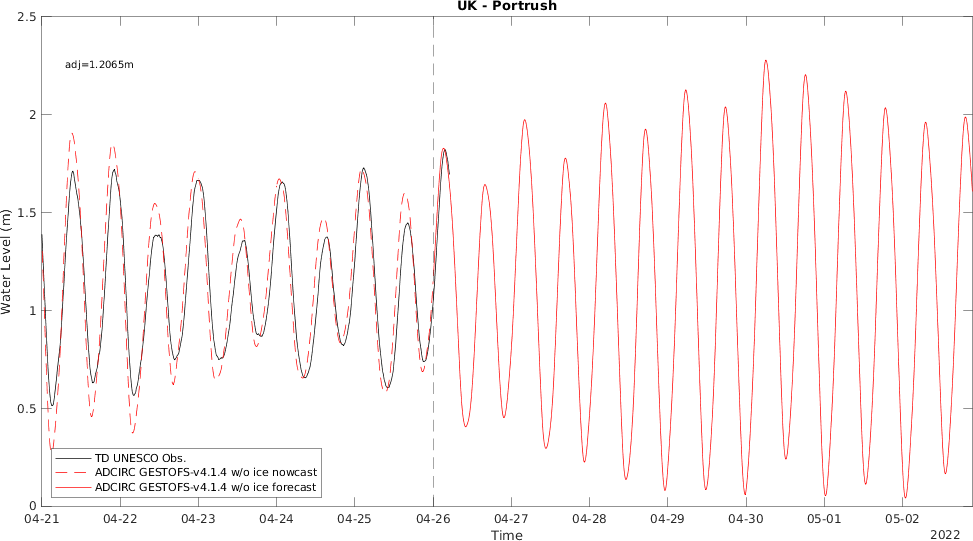 UK - Portrush
adj=1.2065m
2.5
2
1.5
1
0.5
0
Water Level (m)
TD UNESCO Obs.
ADCIRC GESTOFS-v4.1.4 w/o ice nowcast
ADCIRC GESTOFS-v4.1.4 w/o ice forecast
04-21 04-22 04-23 04-24 04-25 04-26 04-27 04-28 04-29 04-30 05-01 05-02
Time
2022